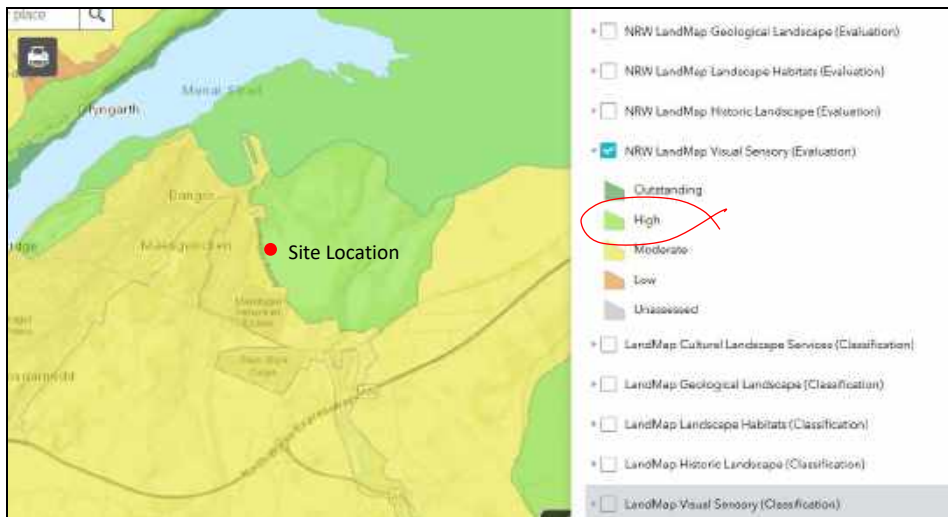 place
NRW LandMap Geological Landscape (Evaluation)
NRW LandMap Landscape Habitats (Evaluation)
NRW LandMap Historic Landscape (Evaluation)
NRW LandMap Visual Sensory (Evaluation)
Outstanding
High
Moderate
Low
Unassessed
LandMap Cultural Landscape Services (Classification)
LandMap Geological Landscape (Classification)
LandMap Landscape Habitats (Classification)
LandMap Historic Landscape (Classification)
LandMap Visual Sensory (Classification)
Menai Strait
Bangor
Site Location